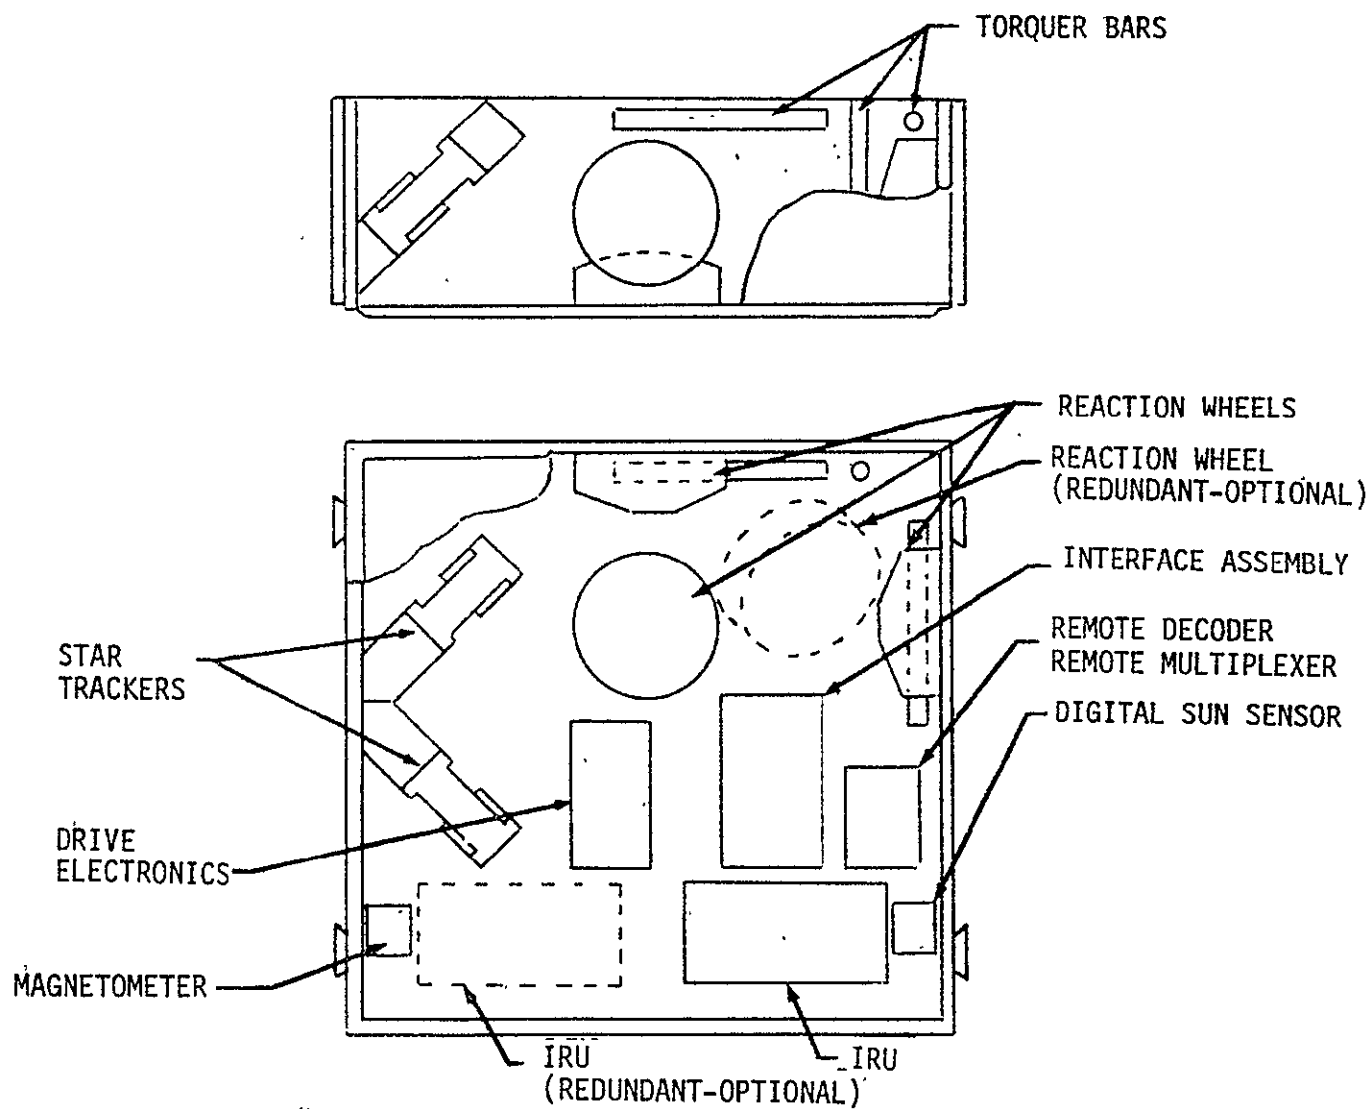 TORQUER BARS
REACTION WHEELS
REACTION WHEEL
(REDUNDANT-OPTIONAL)
INTERFACE ASSEMBLY
REMOTE DECODER
REMOTE MULTIPLEXER
DIGITAL SUN SENSOR
STAR
TRACKERS
DRIVE
ELECTRONICS
MAGNETOMETER
IRU
(REDUNDANT-OPTIONAL)
IRU